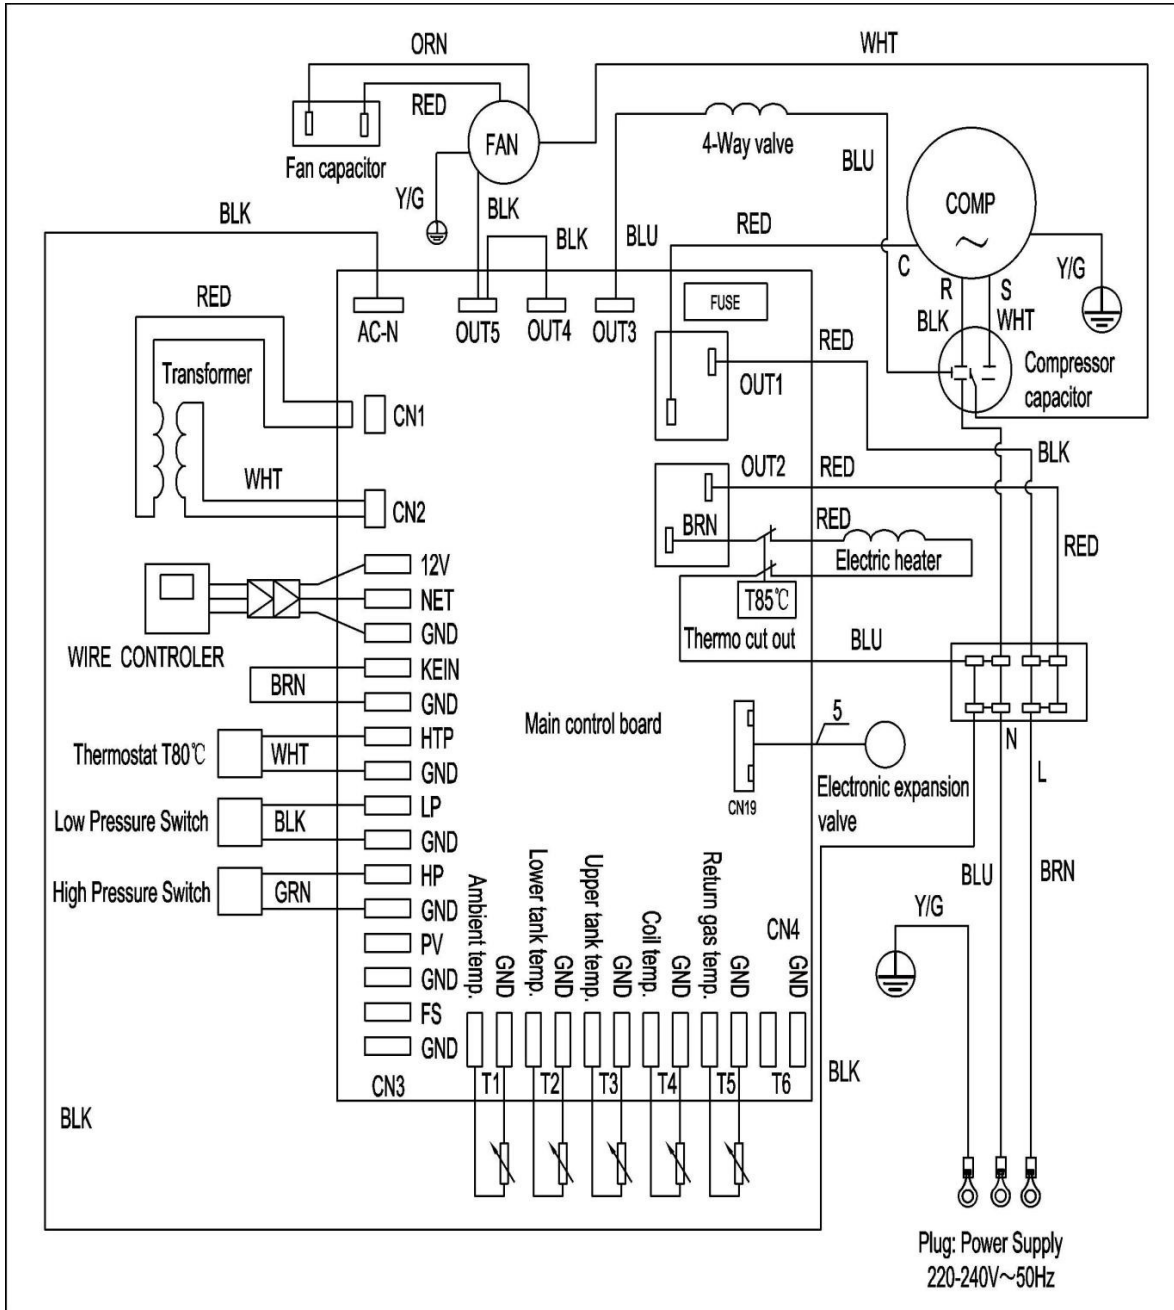 ORN
WHT
RED
FAN
4-Way valve
Fan capacitor
BLU
COMP
~
Y/G
BLK
BLK
BLK
BLU
RED
C
Y/G
R
S
RED
FUSE
BLK
WHT
AC-N
OUT5
OUT4
OUT3
RED
Compressor
capacitor
Transformer
OUT1
CN1
WHT
OUT2
RED
BLK
CN2
BRN
RED
RED
Electric heater
12V
T85℃
NET
Thermo cut out
BLU
GND
WIRE CONTROLER
KEIN
BRN
GND
Main control board
5
N
HTP
Thermostat T80℃
WHT
GND
L
CN19
Electronic expansion
valve
LP
Low Pressure Switch
BLK
GND
HP
High Pressure Switch
GRN
GND
BLU
BRN
Y/G
PV
GND
FS
GND
CN3
Ambient temp.
GND
Lower tank temp.
GND
Upper tank temp.
GND
Coil temp.
GND
Return gas temp.
GND
CN4
GND
T1
T2
T3
T4
T5
T6
BLK
BLK
Plug: Power Supply
220-240V～50Hz